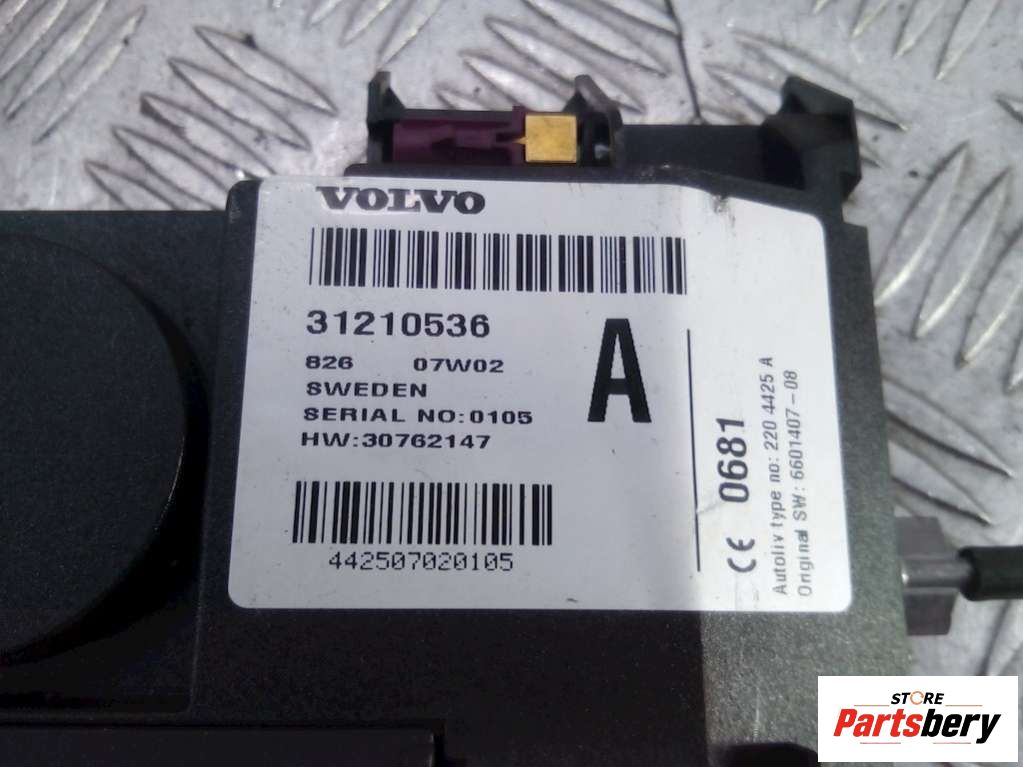 VOLVO
31210536
826 07W02
SWEDEN
SERIAL NO:0105
HW:30762147
A
442507020105
CE 0681
Autoliv type no: 220 4425 A
Original SW: 6601407-08
STORE
Partsbery